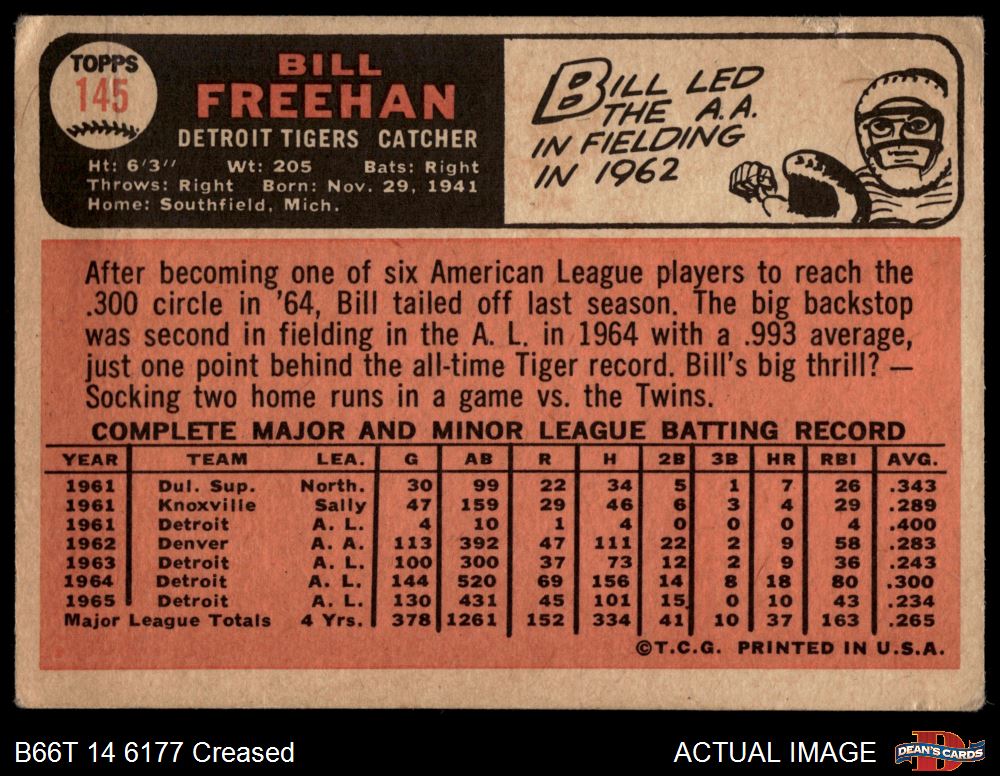 TOPPS
145
BILL
FREEHAN
DETROIT TIGERS CATCHER
Ht: 6'3" Wt: 205 Bats: Right
Throws: Right Born: Nov. 29, 1941
Home: Southfield, Mich.
BILL LED
THE A.A.
IN FIELDING
IN 1962
After becoming one of six American League players to reach the
.300 circle in '64, Bill tailed off last season. The big backstop
was second in fielding in the A. L. in 1964 with a .993 average,
just one point behind the all-time Tiger record. Bill's big thrill? —
Socking two home runs in a game vs. the Twins.
COMPLETE MAJOR AND MINOR LEAGUE BATTING RECORD
YEAR TEAM LEA. G AB R H 2B 3B HR RBI AVG.
1961 Dul. Sup. North. 30 99 22 34 5 1 7 26 .343
1961 Knoxville Sally 47 159 29 46 6 3 4 29 .289
1961 Detroit A. L. 4 10 1 4 0 0 0 4 .400
1962 Denver A. A. 113 392 47 111 22 2 9 58 .283
1963 Detroit A. L. 100 300 37 73 12 2 9 36 .243
1964 Detroit A. L. 144 520 69 156 14 8 18 80 .300
1965 Detroit A. L. 130 431 45 101 15 0 10 43 .234
Major League Totals 4 Yrs. 378 1261 152 334 41 10 37 163 .265
©T.C.G. PRINTED IN U.S.A.
B66T 14 6177 Creased
ACTUAL IMAGE
D
DEAN'S CARDS